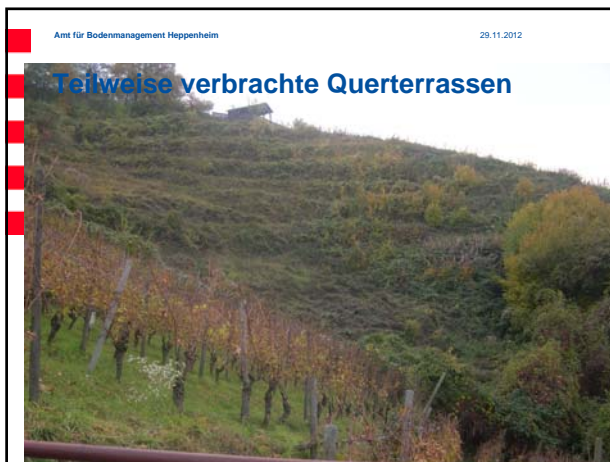 Amt für Bodenmanagement Heppenheim
29.11.2012
Teilweise verbrachte Querterrassen